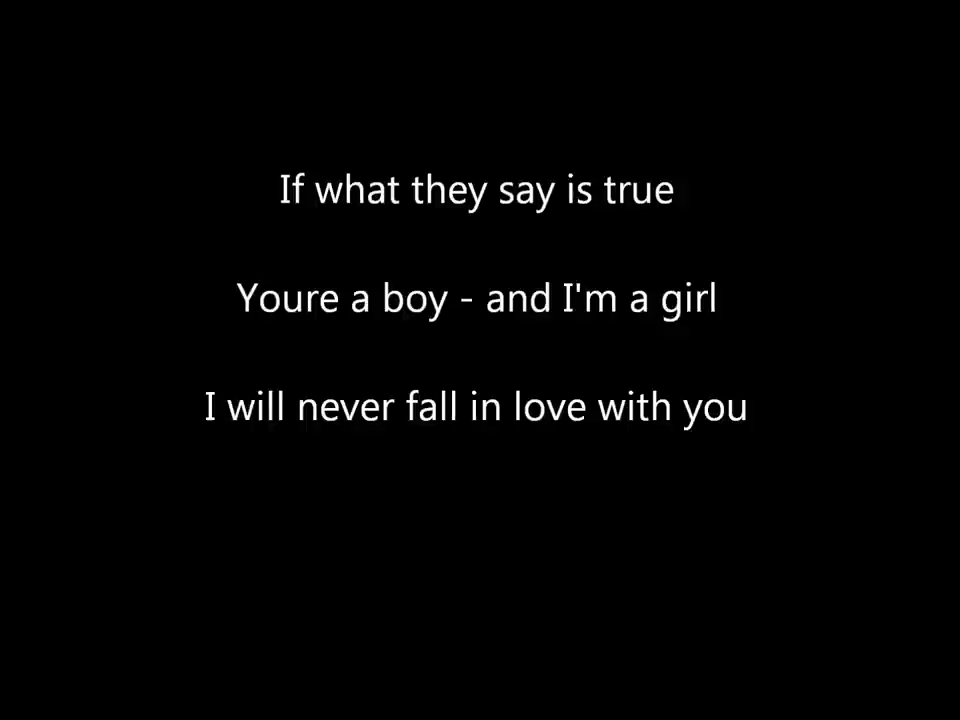 If what they say is true
Youre a boy - and I'm a girl
I will never fall in love with you